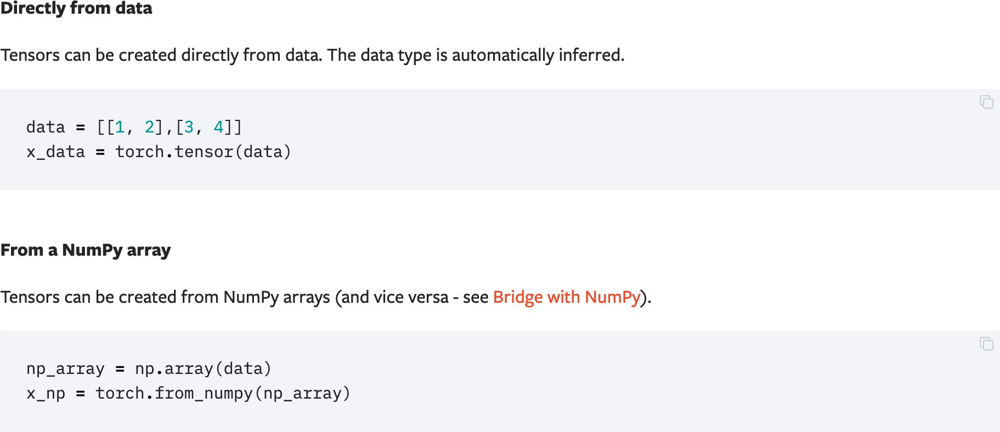 Directly from data
Tensors can be created directly from data. The data type is automatically inferred.
data = [[1, 2],[3, 4]]
x_data = torch.tensor(data)
From a NumPy array
Tensors can be created from NumPy arrays (and vice versa - see Bridge with NumPy).
np_array = np.array(data)
x_np = torch.from_numpy(np_array)